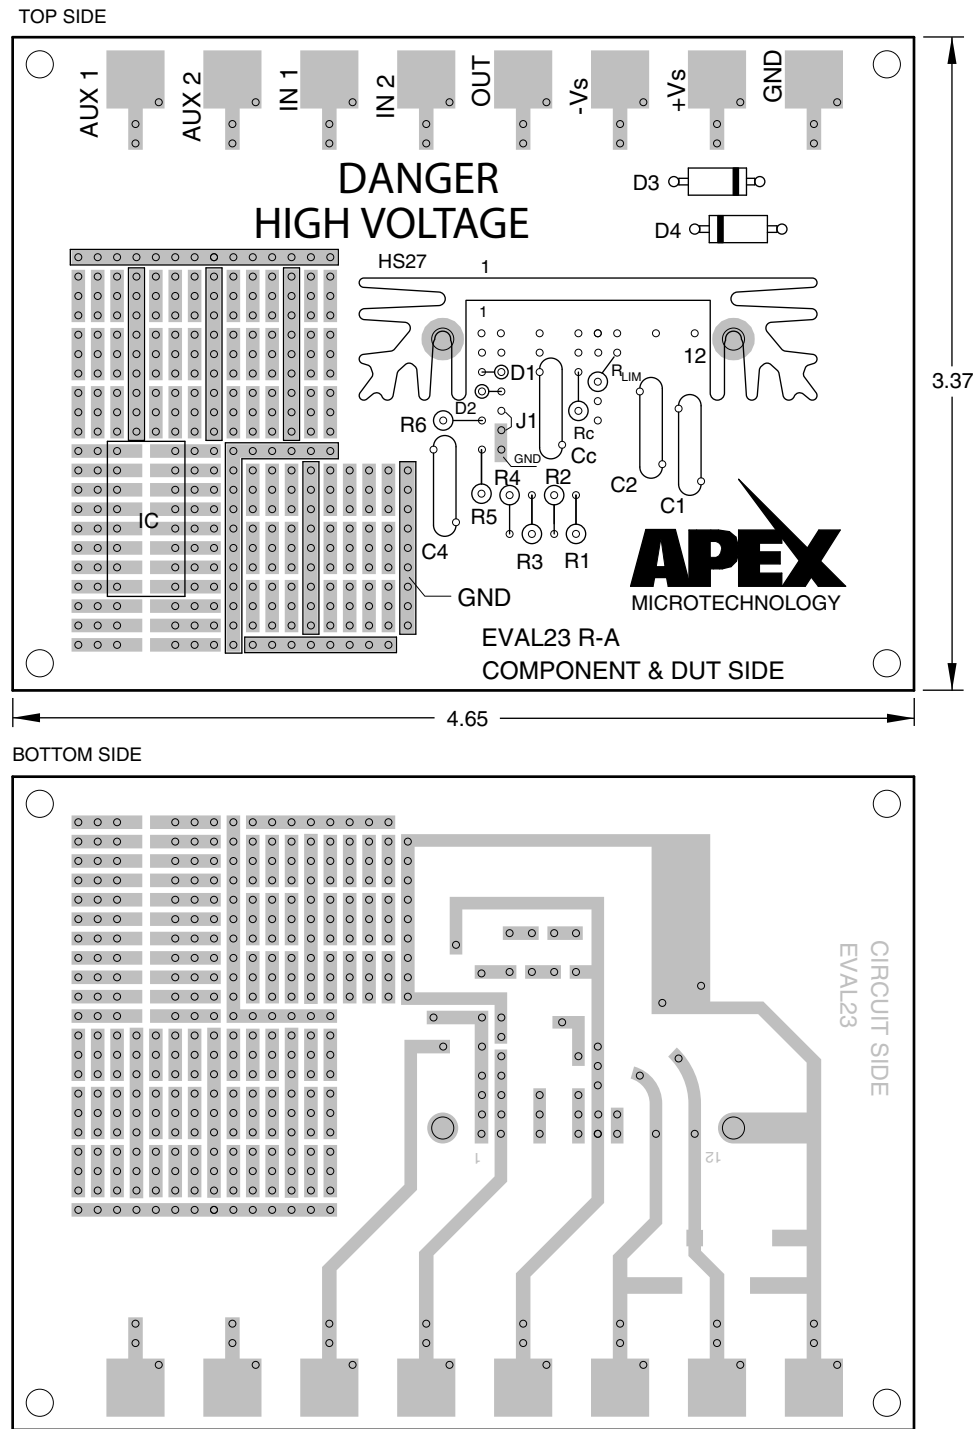 TOP SIDE
AUX 1
AUX 2
IN 1
IN 2
OUT
-Vs
+Vs
GND
DANGER
HIGH VOLTAGE
D3
D4
HS27
1
1
12
D1
RLIM
D2
J1
R6
Rc
GND
Cc
R4
R2
C2
C1
R5
C4
R3
R1
IC
GND
APEX
MICROTECHNOLOGY
EVAL23 R-A
COMPONENT & DUT SIDE
3.37
4.65
BOTTOM SIDE
CIRCUIT SIDE
EVAL23
1
12